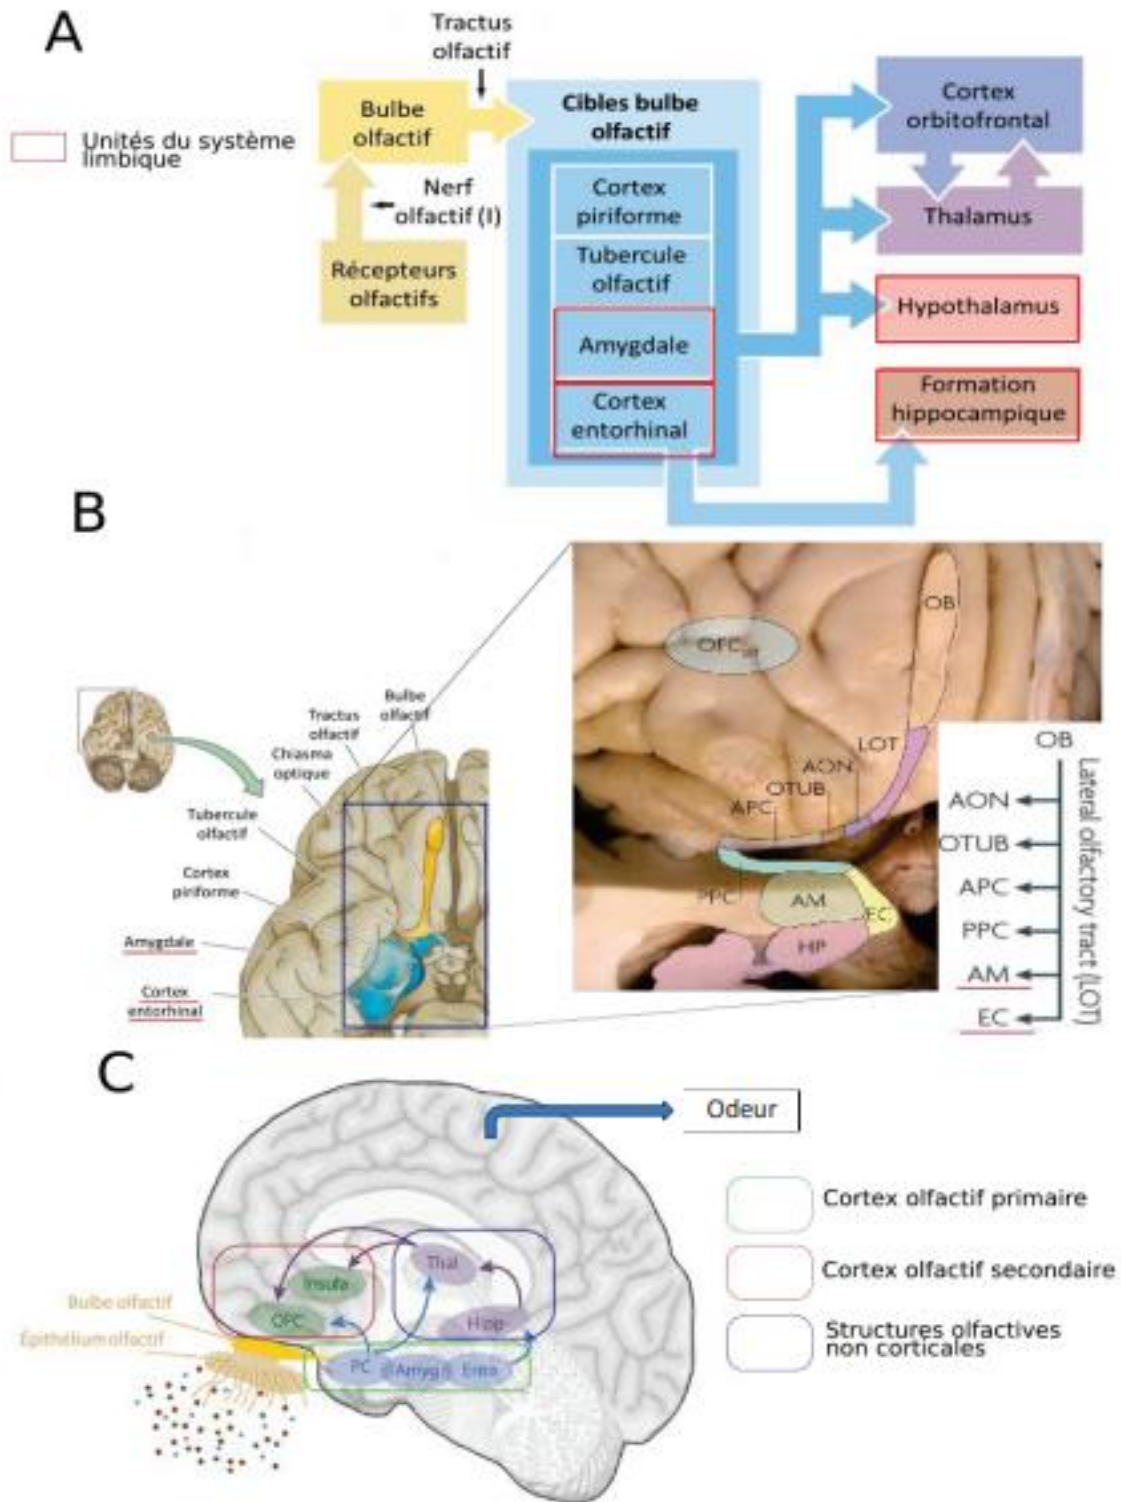 A
Tractus
olfactif
Unités du système
limbique
Bulbe
olfactif
Nerf
olfactif (I)
Récepteurs
olfactifs
Cibles bulbe
olfactif
Cortex
piriforme
Tubercule
olfactif
Amygdale
Cortex
entorhinal
Cortex
orbitofrontal
Thalamus
Hypothalamus
Formation
hippocampique
B
Bulbe
olfactif
Tractus
olfactif
Chiasma
optique
Tubercule
olfactif
Cortex
piriforme
Amygdale
Cortex
entorhinal
OB
OFC
LOT
AON
OTUB
APC
PPC
AM
EC
HP
OB
AON
OTUB
APC
PPC
AM
EC
Lateral olfactory tract (LOT)
C
Odeur
Cortex olfactif primaire
Cortex olfactif secondaire
Structures olfactives
non corticales
Bulbe olfactif
Épithélium olfactif
Insula
OFC
Thal
Hipp
PC
Amyg